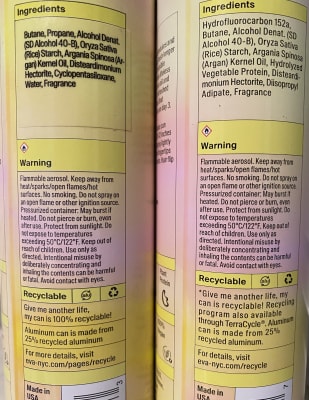 Ingredients
Butane, Propane, Alcohol Denat.
(SD Alcohol 40-B), Oryza Sativa
(Rice) Starch, Argania Spinosa (Ar-
gan) Kernel Oil, Disteardimonium
Hectorite, Cyclopentasiloxane,
Water, Fragrance
Warning
Flammable aerosol. Keep away from
heat/sparks/open flames/hot
surfaces. No smoking. Do not spray on
an open flame or other ignition source.
Pressurized container: May burst if
heated. Do not pierce or burn, even
after use. Protect from sunlight. Do
not expose to temperatures
exceeding 50°C/122°F. Keep out of
reach of children. Use only as
directed. Intentional misuse by
deliberately concentrating and
inhaling the contents can be harmful
or fatal. Avoid contact with eyes.
Recyclable
Give me another life,
my can is 100% recyclable!
Aluminum can is made from
25% recycled aluminum
For more details, visit
eva-nyc.com/pages/recycle
Made in
USA
Ingredients
Hydrofluorocarbon 152a,
Butane, Alcohol Denat. (SD
Alcohol 40-B), Oryza Sativa
(Rice) Starch, Argania Spinosa
(Argan) Kernel Oil, Hydrolyzed
Vegetable Protein, Disteardi-
monium Hectorite, Diisopropyl
Adipate, Fragrance
Warning
Flammable aerosol. Keep away from
heat/sparks/open flames/hot
surfaces. No smoking. Do not spray on
an open flame or other ignition source.
Pressurized container: May burst if
heated. Do not pierce or burn, even
after use. Protect from sunlight. Do
not expose to temperatures
exceeding 50°C/122°F. Keep out of
reach of children. Use only as
directed. Intentional misuse by
deliberately concentrating and
inhaling the contents can be harmful
or fatal. Avoid contact with eyes.
Recyclable
*Give me another life, my
can is recyclable! Recycling
program also available
through TerraCycle®. Aluminum
can is made from 25%
recycled aluminum.
For details, visit
eva-nyc.com/recycle
Made in
USA